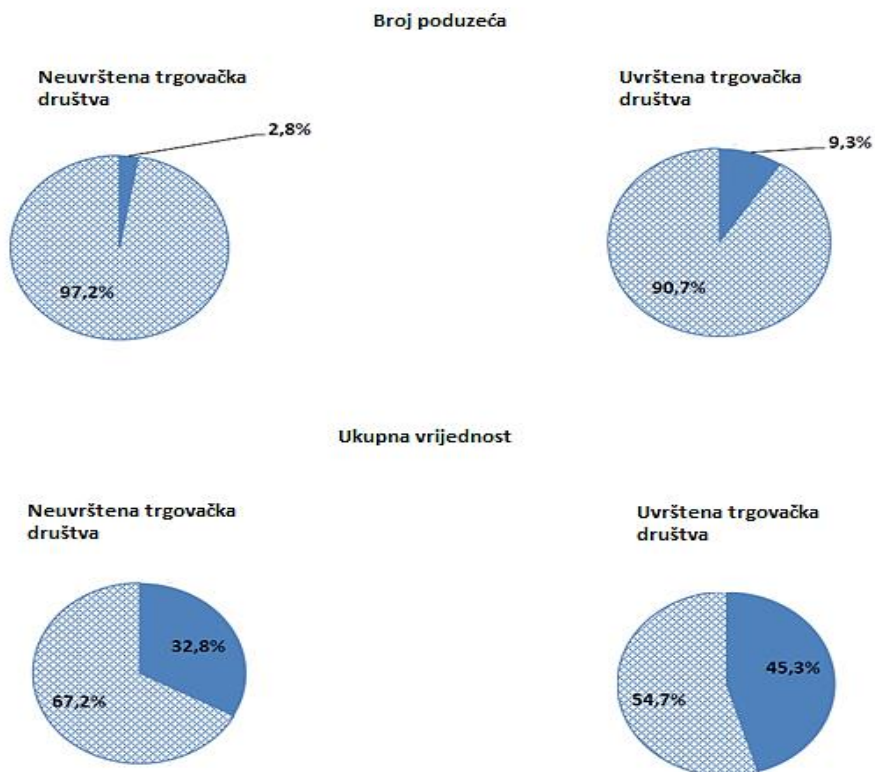 Broj poduzeća
Neuvrštena trgovačka
društva
2,8%
97,2%
Uvrštena trgovačka
društva
9,3%
90,7%
Ukupna vrijednost
Neuvrštena trgovačka
društva
32,8%
67,2%
Uvrštena trgovačka
društva
45,3%
54,7%